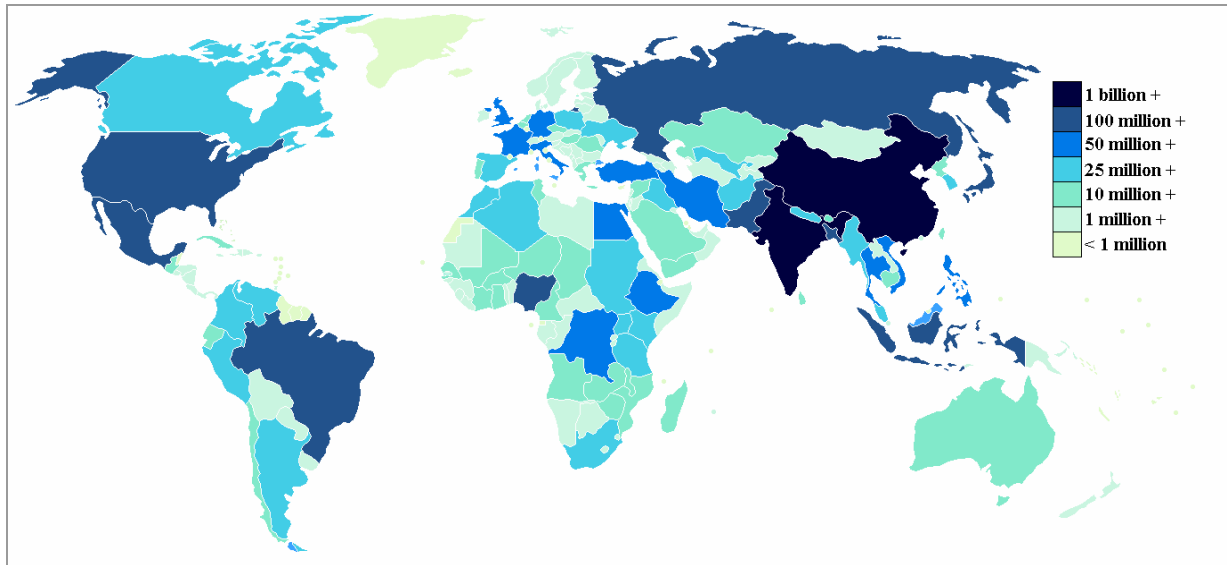 1 billion +
100 million +
50 million +
25 million +
10 million +
1 million +
< 1 million